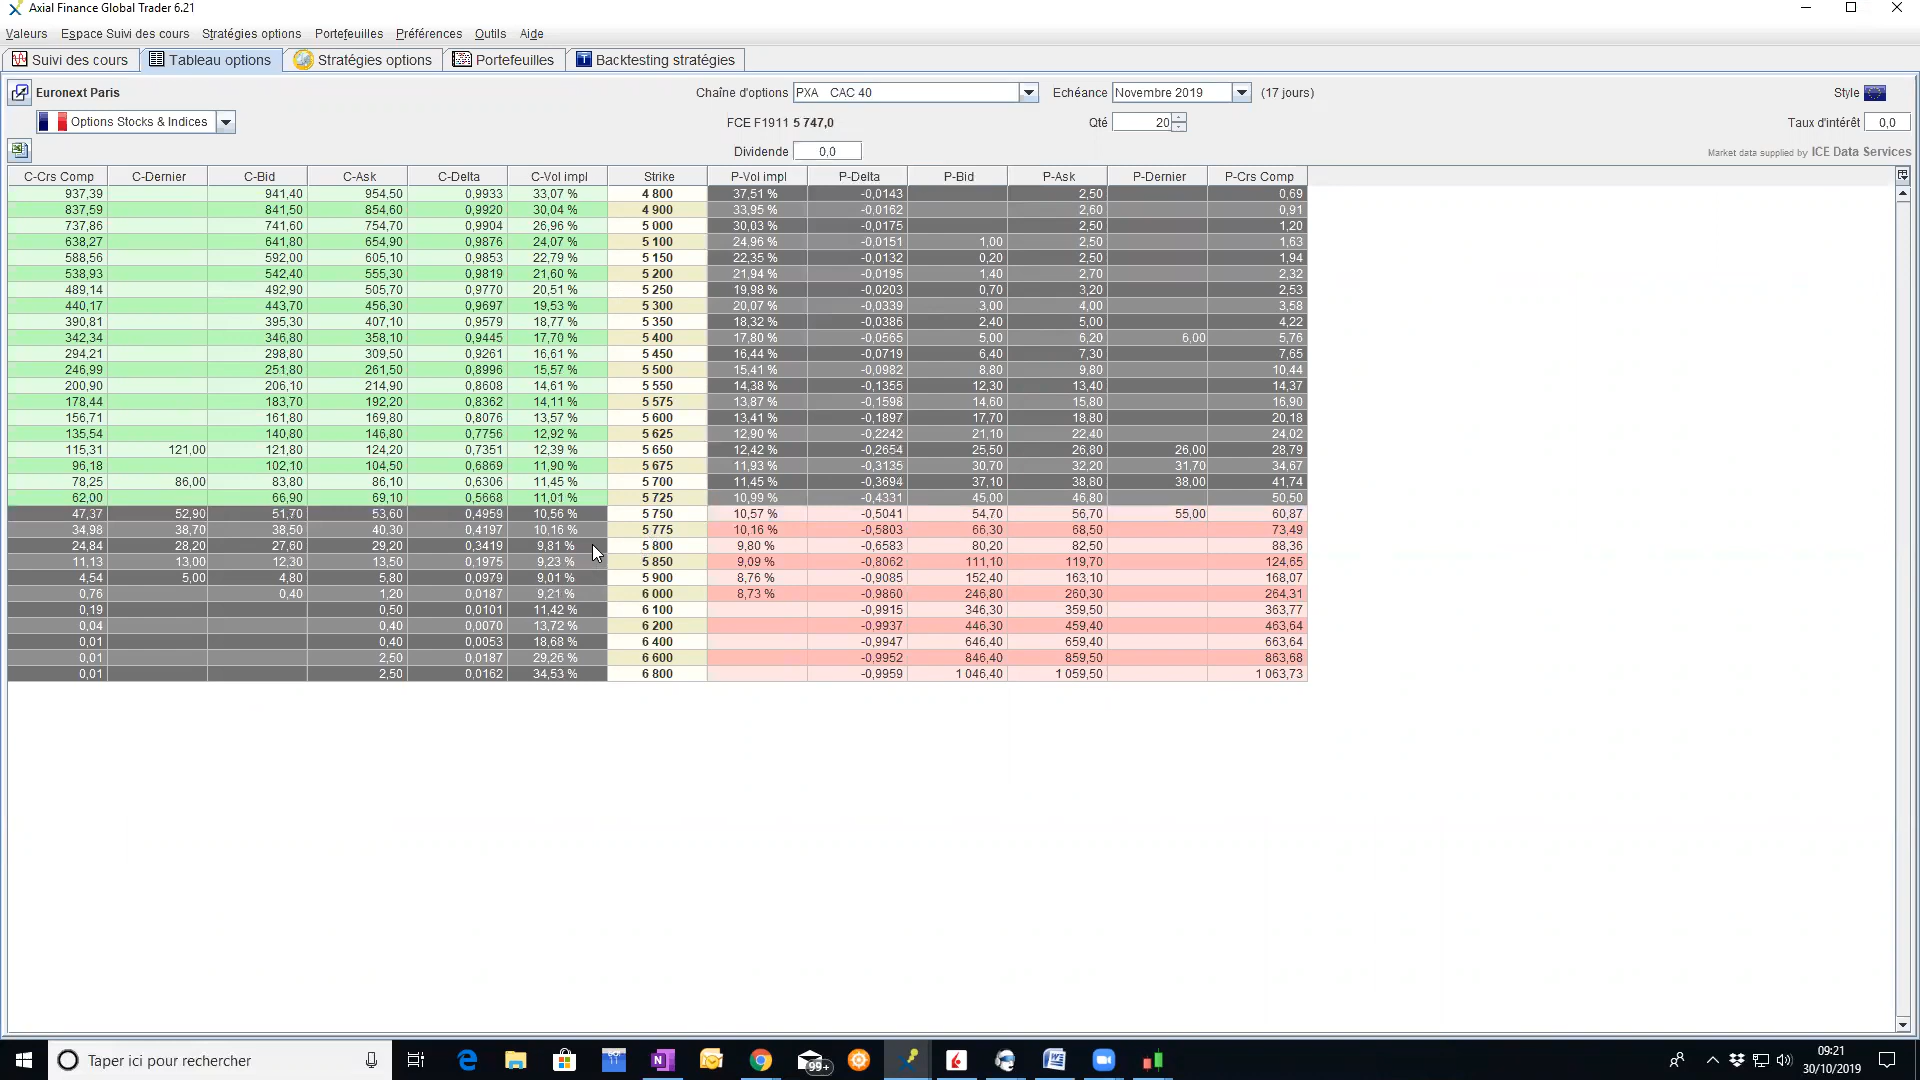 Axial Finance Global Trader 6.21
Valeurs Espace Suivi des cours Stratégies options Portefeuilles Préférences Outils Aide
Suivi des cours Tableau options Stratégies options Portefeuilles Backtesting stratégies
Euronext Paris Chaîne d'options PXA CAC 40 Echéance Novembre 2019 (17 jours) Style
Options Stocks & Indices FCE F1911 5 747,0 Qté 20 Taux d'intérêt 0,0
Dividende 0,0 Market data supplied by ICE Data Services
C-Crs Comp C-Dernier C-Bid C-Ask C-Delta C-Vol impl Strike P-Vol impl P-Delta P-Bid P-Ask P-Dernier P-Crs Comp
937,39 941,40 954,50 0,9933 33,07 % 4 800 37,51 % -0,0143 2,50 0,69
837,59 841,50 854,60 0,9920 30,04 % 4 900 33,95 % -0,0162 2,60 0,91
737,86 741,60 754,70 0,9904 26,96 % 5 000 30,03 % -0,0175 2,50 1,20
638,27 641,80 654,90 0,9876 24,07 % 5 100 24,96 % -0,0151 1,00 2,50 1,63
588,56 592,00 605,10 0,9853 22,79 % 5 150 22,35 % -0,0132 0,20 2,50 1,94
538,93 542,40 555,30 0,9819 21,60 % 5 200 21,94 % -0,0195 1,40 2,70 2,32
489,14 492,90 505,70 0,9770 20,51 % 5 250 19,98 % -0,0203 0,70 3,20 2,53
440,17 443,70 456,30 0,9697 19,53 % 5 300 20,07 % -0,0339 3,00 4,00 3,58
390,81 395,30 407,10 0,9579 18,77 % 5 350 18,32 % -0,0386 2,40 5,00 4,22
342,34 346,80 358,10 0,9445 17,70 % 5 400 17,80 % -0,0565 5,00 6,20 6,00 5,76
294,21 298,80 309,50 0,9261 16,61 % 5 450 16,44 % -0,0719 6,40 7,30 7,65
246,99 251,80 261,50 0,8996 15,57 % 5 500 15,41 % -0,0982 8,80 9,80 10,44
200,90 206,10 214,90 0,8608 14,61 % 5 550 14,38 % -0,1355 12,30 13,40 14,37
178,44 183,70 192,20 0,8362 14,11 % 5 575 13,87 % -0,1598 14,60 15,80 16,90
156,71 161,80 169,80 0,8076 13,57 % 5 600 13,41 % -0,1897 17,70 18,80 20,18
135,54 140,80 146,80 0,7756 12,92 % 5 625 12,90 % -0,2242 21,10 22,40 24,02
115,31 121,00 121,80 124,20 0,7351 12,39 % 5 650 12,42 % -0,2654 25,50 26,80 26,00 28,79
96,18 102,10 104,50 0,6869 11,90 % 5 675 11,93 % -0,3135 30,70 32,20 31,70 34,67
78,25 86,00 83,80 86,10 0,6306 11,45 % 5 700 11,45 % -0,3694 37,10 38,80 38,00 41,74
62,00 66,90 69,10 0,5668 11,01 % 5 725 10,99 % -0,4331 45,00 46,80 50,50
47,37 52,90 51,70 53,60 0,4959 10,56 % 5 750 10,57 % -0,5041 54,70 56,70 55,00 60,87
34,98 38,70 38,50 40,30 0,4197 10,16 % 5 775 10,16 % -0,5803 66,30 68,50 73,49
24,84 28,20 27,60 29,20 0,3419 9,81 % 5 800 9,80 % -0,6583 80,20 82,50 88,36
11,13 13,00 12,30 13,50 0,1975 9,23 % 5 850 9,09 % -0,8062 111,10 119,70 124,65
4,54 5,00 4,80 5,80 0,0979 9,01 % 5 900 8,76 % -0,9085 152,40 163,10 168,07
0,76 0,40 1,20 0,0187 9,21 % 6 000 8,73 % -0,9860 246,80 260,30 264,31
0,19 0,50 0,0101 11,42 % 6 100 -0,9915 346,30 359,50 363,77
0,04 0,40 0,0070 13,72 % 6 200 -0,9937 446,30 459,40 463,64
0,01 0,40 0,0053 18,68 % 6 400 -0,9947 646,40 659,40 663,64
0,01 2,50 0,0187 29,26 % 6 600 -0,9952 846,40 859,50 863,68
0,01 2,50 0,0162 34,53 % 6 800 -0,9959 1 046,40 1 059,50 1 063,73
Taper ici pour rechercher 99+ 09:21
30/10/2019